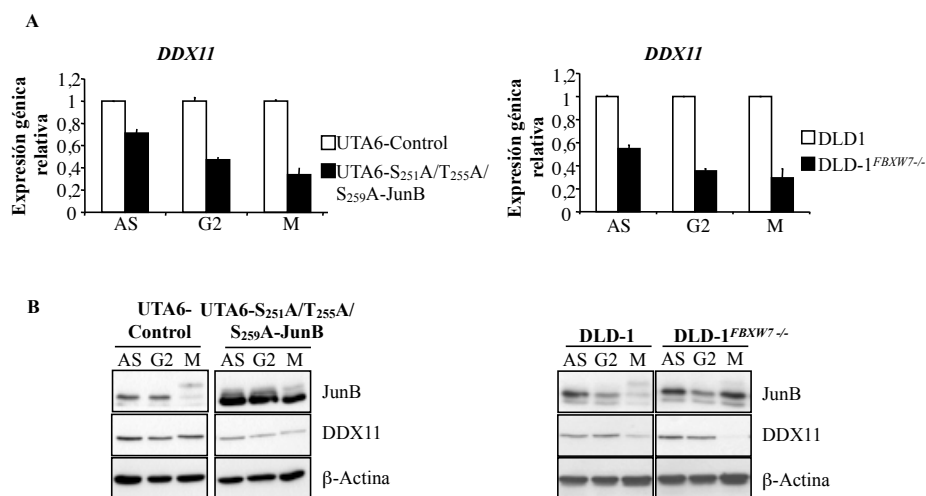 A
DDX11
Expresión génica relativa
1,2
1
0,8
0,6
0,4
0,2
0
AS G2 M
UTA6-Control
UTA6-S251A/T255A/
S259A-JunB
DDX11
Expresión génica relativa
1,2
1
0,8
0,6
0,4
0,2
0
AS G2 M
DLD1
DLD-1FBXW7-/-
B
UTA6-
Control
UTA6-S251A/T255A/
S259A-JunB
AS G2 M AS G2 M
JunB
DDX11
β-Actina
DLD-1 DLD-1FBXW7 -/-
AS G2 M AS G2 M
JunB
DDX11
β-Actina